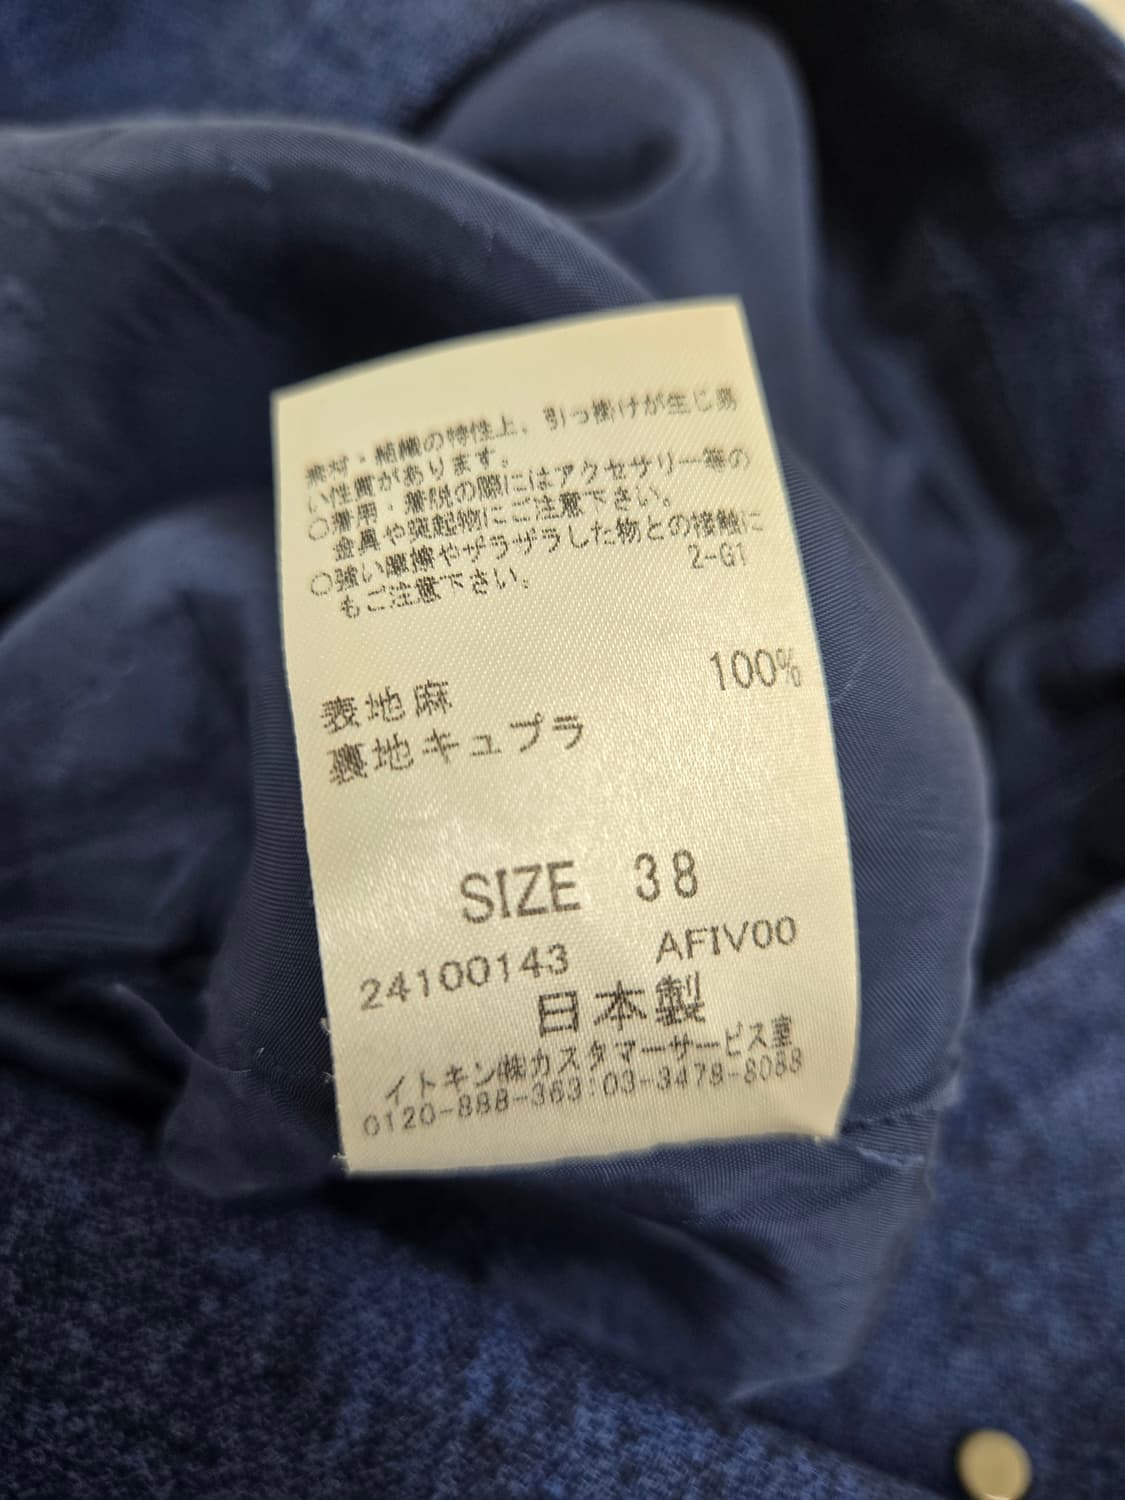 素材・組織の特性上、引っ掛けが生じ易
い性質があります。
○着用・着脱の際にはアクセサリー等の
金具や突起物にご注意下さい。
○強い摩擦やザラザラした物との接触に
もご注意下さい。
2-G1
表地麻 100%
裏地キュプラ
SIZE 38
24100143 AFIV00
日本製
イトキン㈱カスタマーサービス室
0120-888-363:03-3478-8088